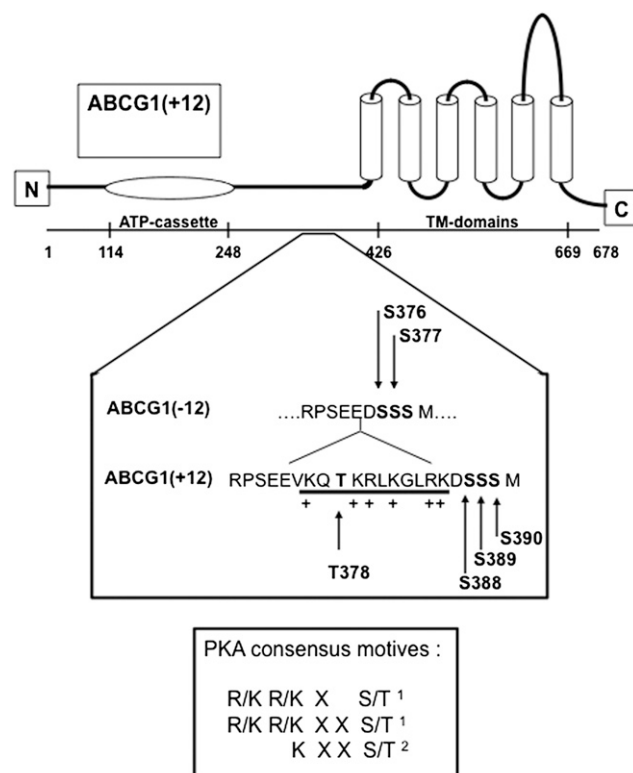 ABCG1(+12)
N
C
ATP-cassette TM-domains
1 114 248 426 669 678
S376
S377
ABCG1(-12) ....RPSEEDSSS M....
ABCG1(+12) RPSEEVKQ T KRLKGLRKDSSS M
+ + + + + +
S390
S389
T378
S388
PKA consensus motives :
R/K R/K X S/T ¹
R/K R/K X X S/T ¹
K X X S/T ²